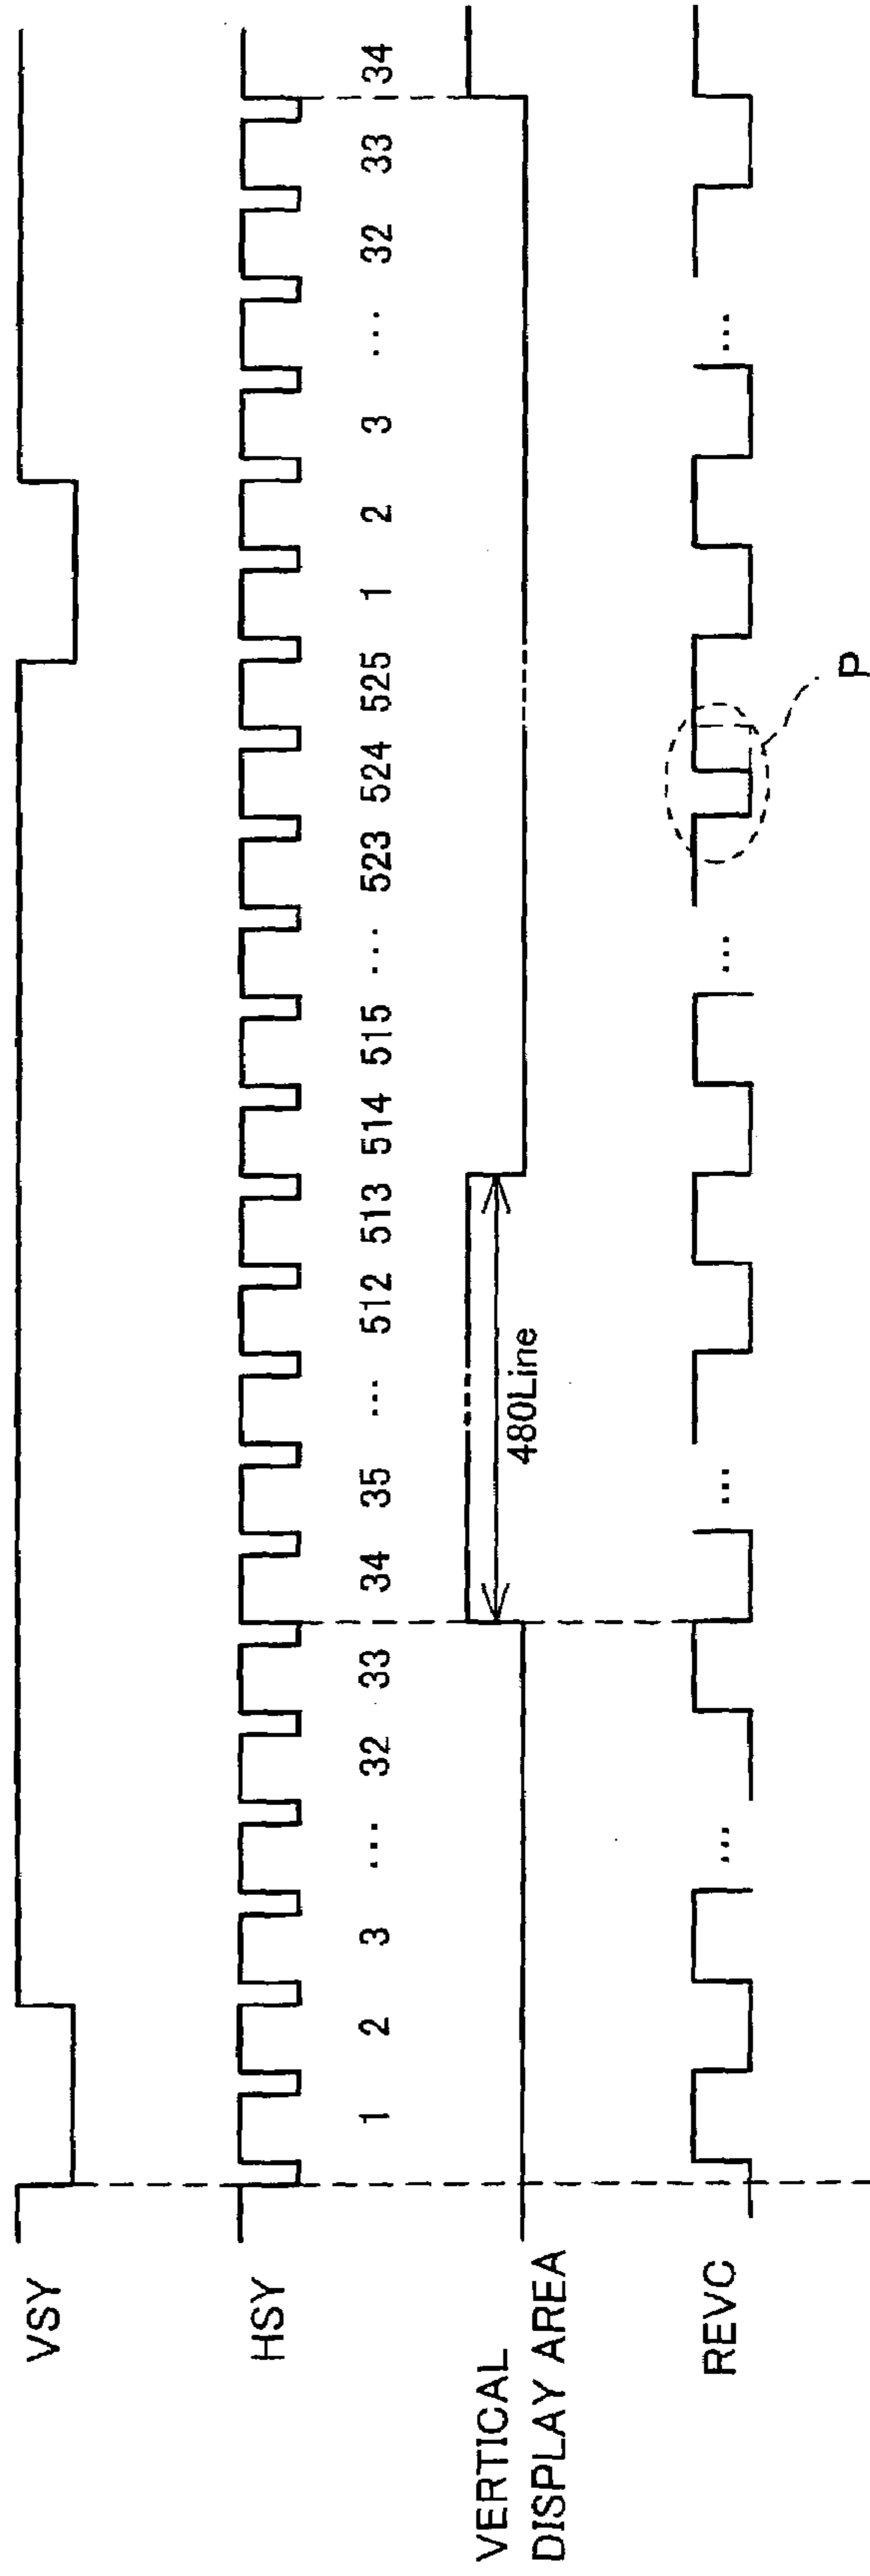 VSY
HSY
1 2 3 ... 32 33 34 35 ... 512 513 514 515 ... 523 524 525 1 2 3 ... 32 33 34
VERTICAL
DISPLAY AREA
480Line
REVC
... ... ... ...
P